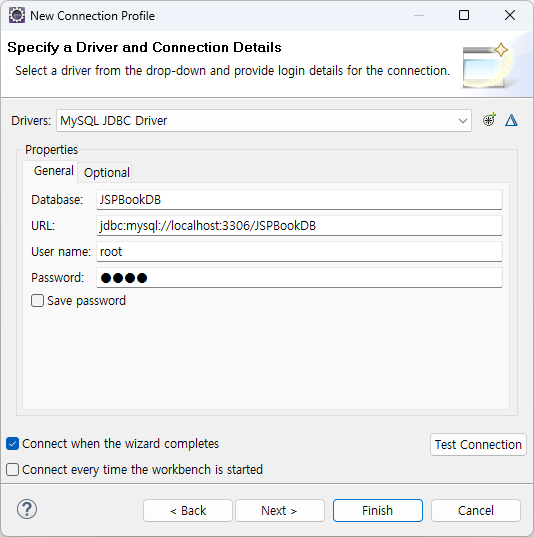 New Connection Profile
Specify a Driver and Connection Details
Select a driver from the drop-down and provide login details for the connection.
Drivers: MySQL JDBC Driver
Properties
General Optional
Database: JSPBookDB
URL: jdbc:mysql://localhost:3306/JSPBookDB
User name: root
Password: ●●●●
Save password
Connect when the wizard completes Test Connection
Connect every time the workbench is started
? < Back Next > Finish Cancel